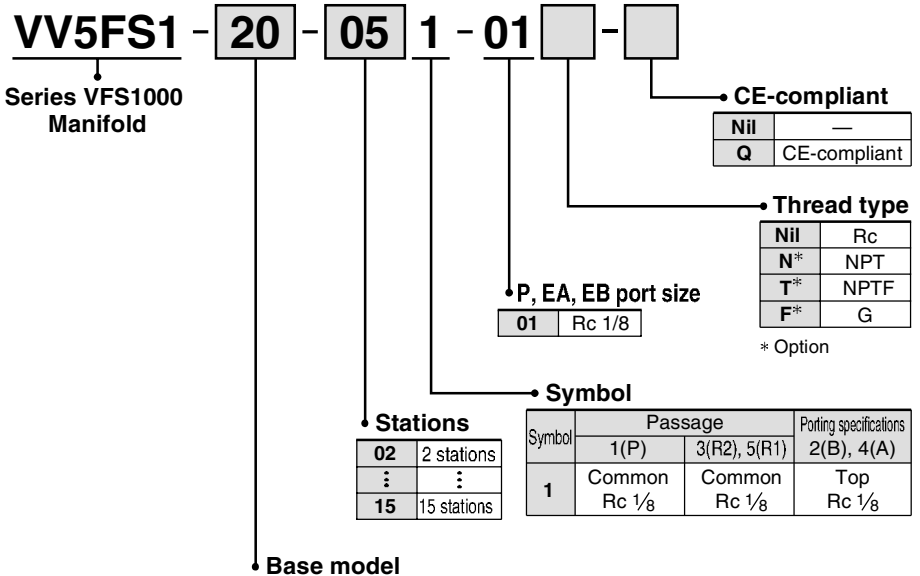 VV5FS1 - 20 - 05 1 - 01 -
Series VFS1000
Manifold
CE-compliant
Nil —
Q CE-compliant
Thread type
Nil Rc
N* NPT
T* NPTF
F* G
* Option
P, EA, EB port size
01 Rc 1/8
Symbol
Symbol Passage Porting specifications
1(P) 3(R2), 5(R1) 2(B), 4(A)
1 Common Common Top
Rc 1/8 Rc 1/8 Rc 1/8
Stations
02 2 stations
⋮ ⋮
15 15 stations
Base model